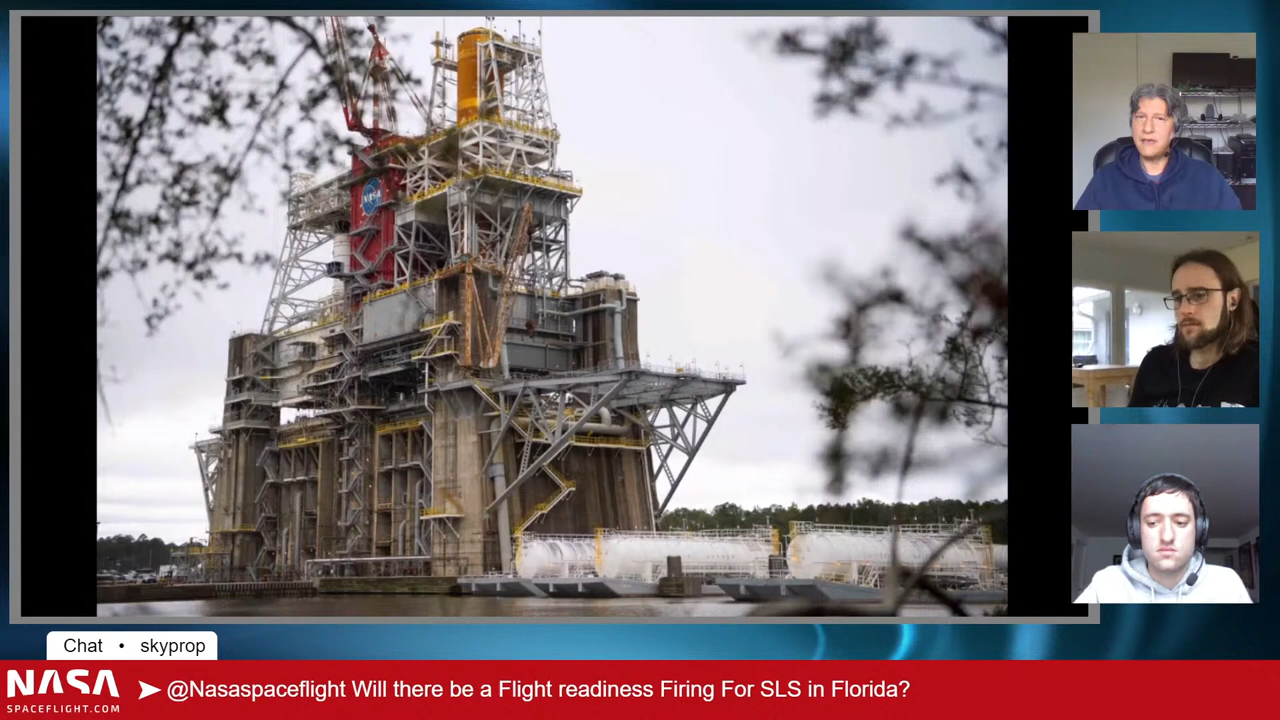 NASA
Chat • skyprop
NASA
SPACEFLIGHT.COM
@Nasaspaceflight Will there be a Flight readiness Firing For SLS in Florida?